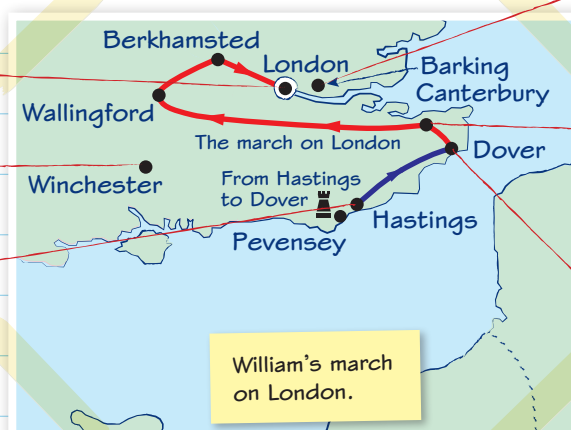 Berkhamsted
London
Barking
Canterbury
Wallingford
The march on London
Dover
Winchester
From Hastings
to Dover
Hastings
Pevensey
William's march
on London.